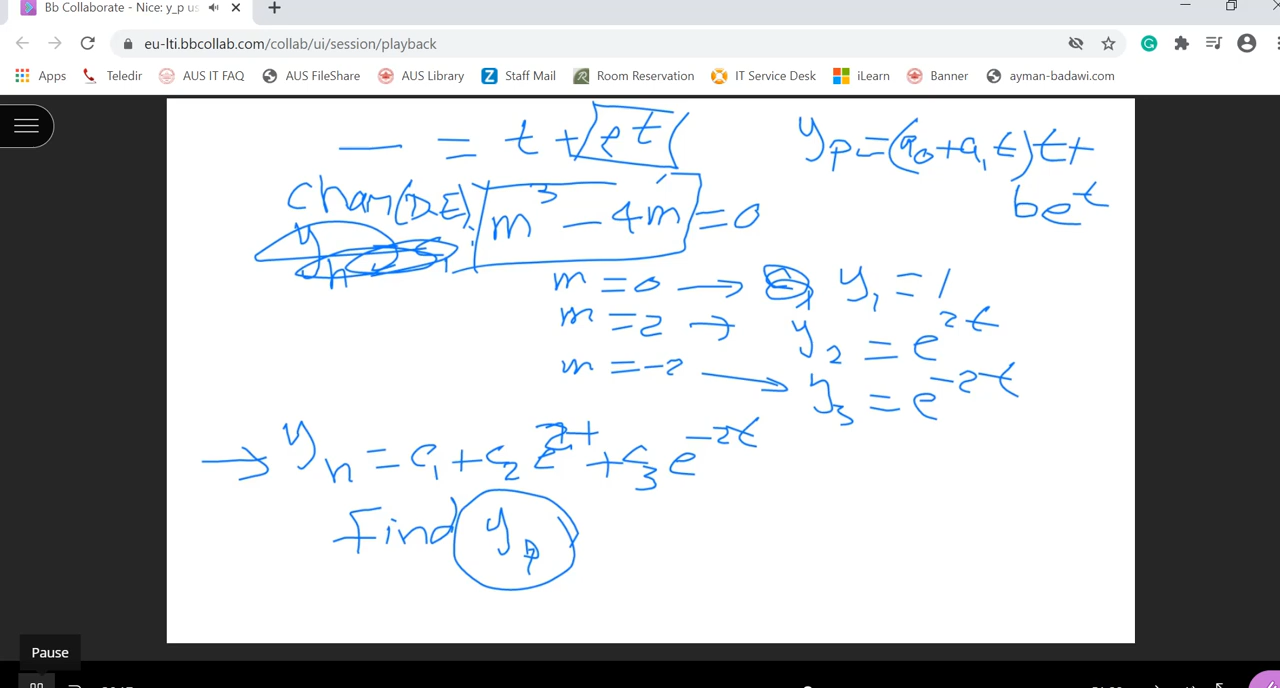 Bb Collaborate - Nice: y_p us
eu-lti.bbcollab.com/collab/ui/session/playback
Apps Teledir AUS IT FAQ AUS FileShare AUS Library Staff Mail Room Reservation IT Service Desk iLearn Banner ayman-badawi.com
— = t + e^t
y_p = (a_0 + a_1 t)t +
be^t
Char(DE): m^3 - 4m = 0
m = 0 → y_1 = 1
m = 2 → y_2 = e^{2t}
m = -2 → y_3 = e^{-2t}
→ y_h = c_1 + c_2 e^{2t} + c_3 e^{-2t}
Find y_p
Pause